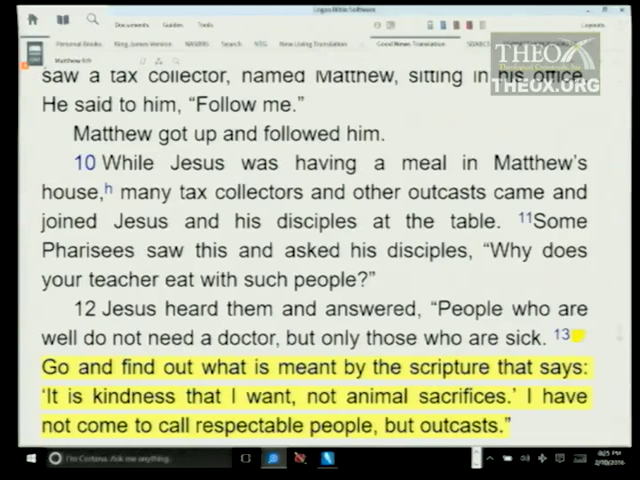 Logos Bible Software
Documents Guides Tools
Layouts
Personal Books King James Version NASB95 Search NTG New Living Translation Good News Translation
Matthew 9:9
THEOX
THEOX.ORG
saw a tax collector, named Matthew, sitting in his office.
He said to him, “Follow me.”
Matthew got up and followed him.
10 While Jesus was having a meal in Matthew’s
house,h many tax collectors and other outcasts came and
joined Jesus and his disciples at the table. 11Some
Pharisees saw this and asked his disciples, “Why does
your teacher eat with such people?”
12 Jesus heard them and answered, “People who are
well do not need a doctor, but only those who are sick. 13
Go and find out what is meant by the scripture that says:
‘It is kindness that I want, not animal sacrifices.’ I have
not come to call respectable people, but outcasts.”
I'm Cortana. Ask me anything.